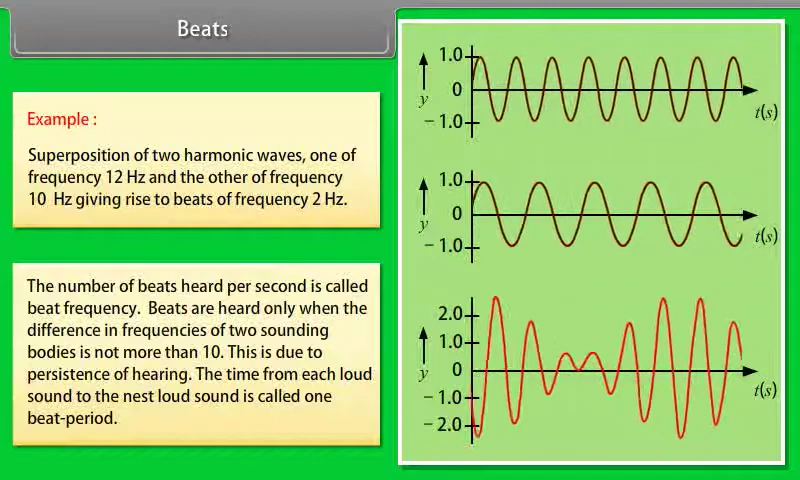 Beats
Example :
Superposition of two harmonic waves, one of
frequency 12 Hz and the other of frequency
10 Hz giving rise to beats of frequency 2 Hz.
The number of beats heard per second is called
beat frequency. Beats are heard only when the
difference in frequencies of two sounding
bodies is not more than 10. This is due to
persistence of hearing. The time from each loud
sound to the nest loud sound is called one
beat-period.
1.0
0
y
– 1.0
t(s)
1.0
0
y
– 1.0
t(s)
2.0
1.0
0
y
– 1.0
– 2.0
t(s)